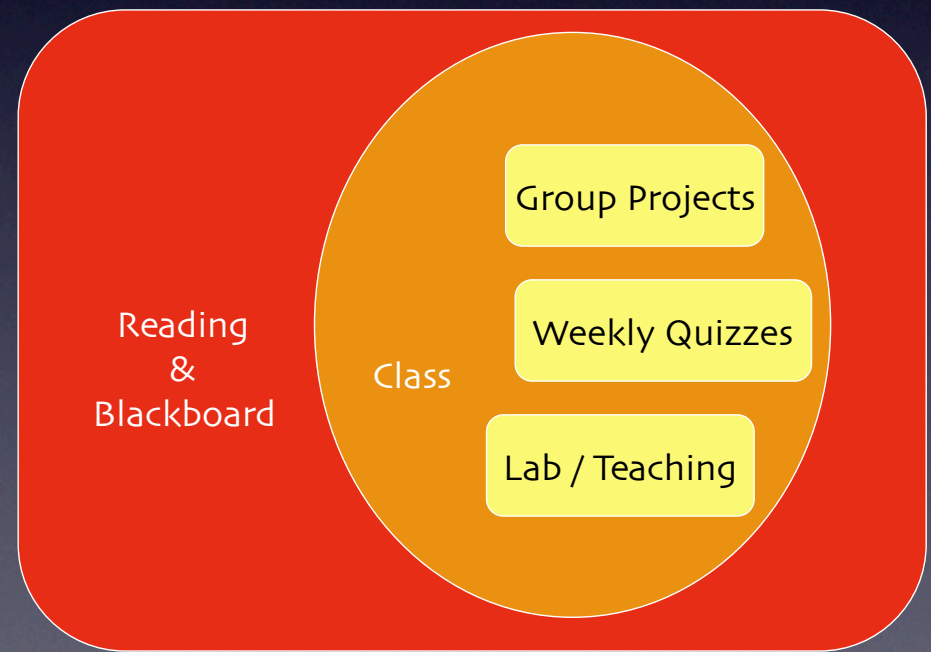 Group Projects
Reading
&
Blackboard
Class
Weekly Quizzes
Lab / Teaching